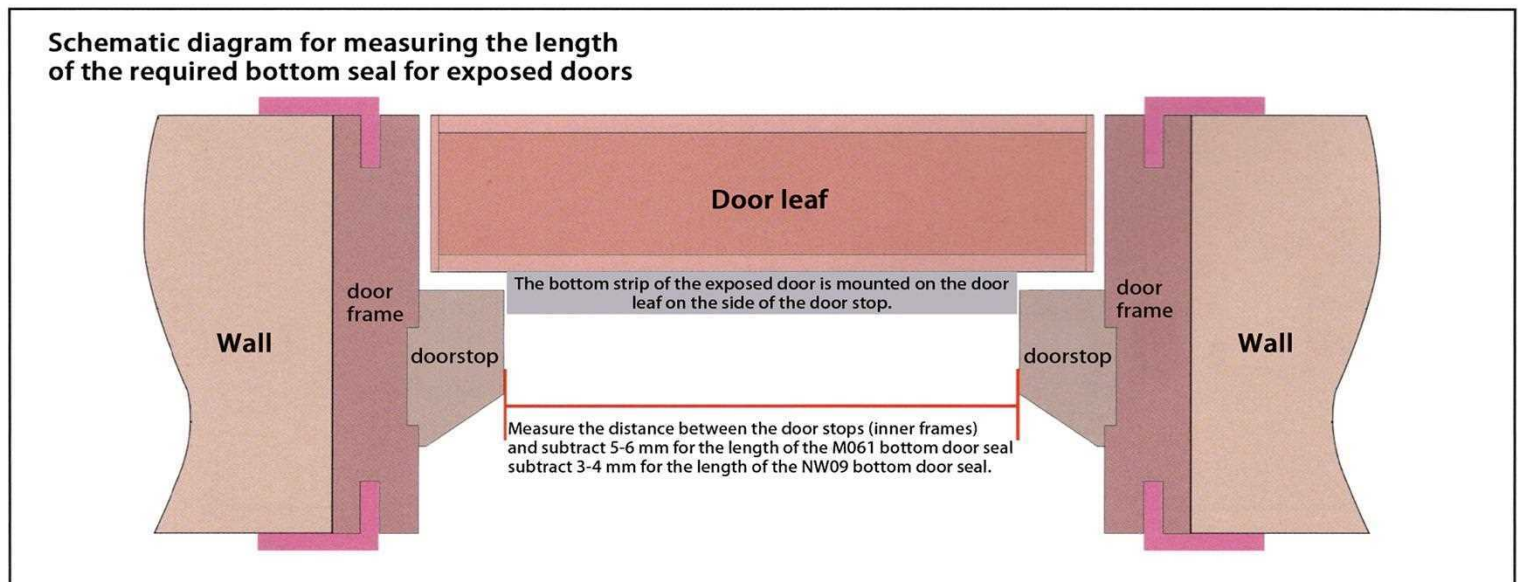 Schematic diagram for measuring the length
of the required bottom seal for exposed doors
Door leaf
The bottom strip of the exposed door is mounted on the door
leaf on the side of the door stop.
door
frame
door
frame
Wall
doorstop
doorstop
Wall
Measure the distance between the door stops (inner frames)
and subtract 5-6 mm for the length of the M061 bottom door seal
subtract 3-4 mm for the length of the NW09 bottom door seal.